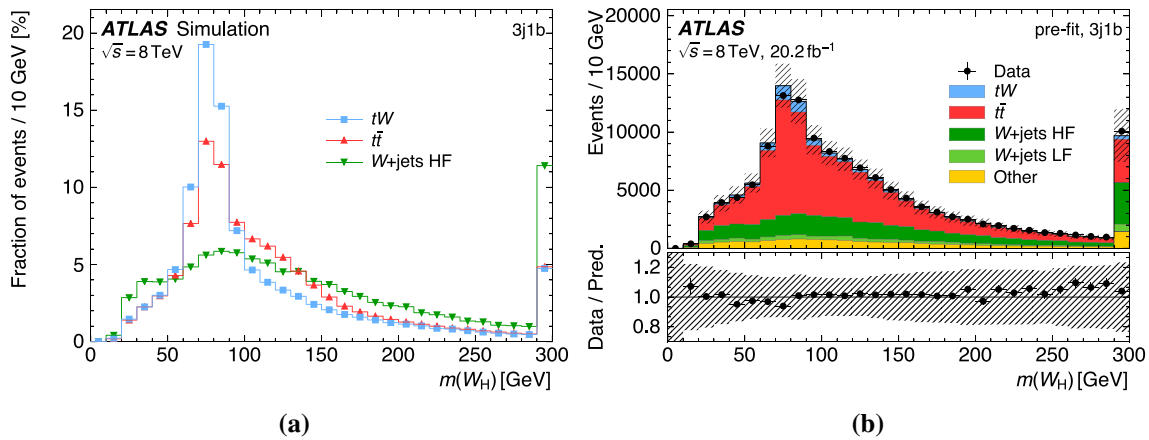 Fraction of events / 10 GeV [%]
20
15
10
5
0
ATLAS Simulation
3j1b
√s = 8 TeV
tW
tt̄
W+jets HF
0 50 100 150 200 250 300
m(W_H) [GeV]
(a)
Events / 10 GeV
20000
15000
10000
5000
0
ATLAS
pre-fit, 3j1b
√s = 8 TeV, 20.2 fb⁻¹
Data
tW
tt̄
W+jets HF
W+jets LF
Other
Data / Pred.
1.2
1.0
0.8
0 50 100 150 200 250 300
m(W_H) [GeV]
(b)